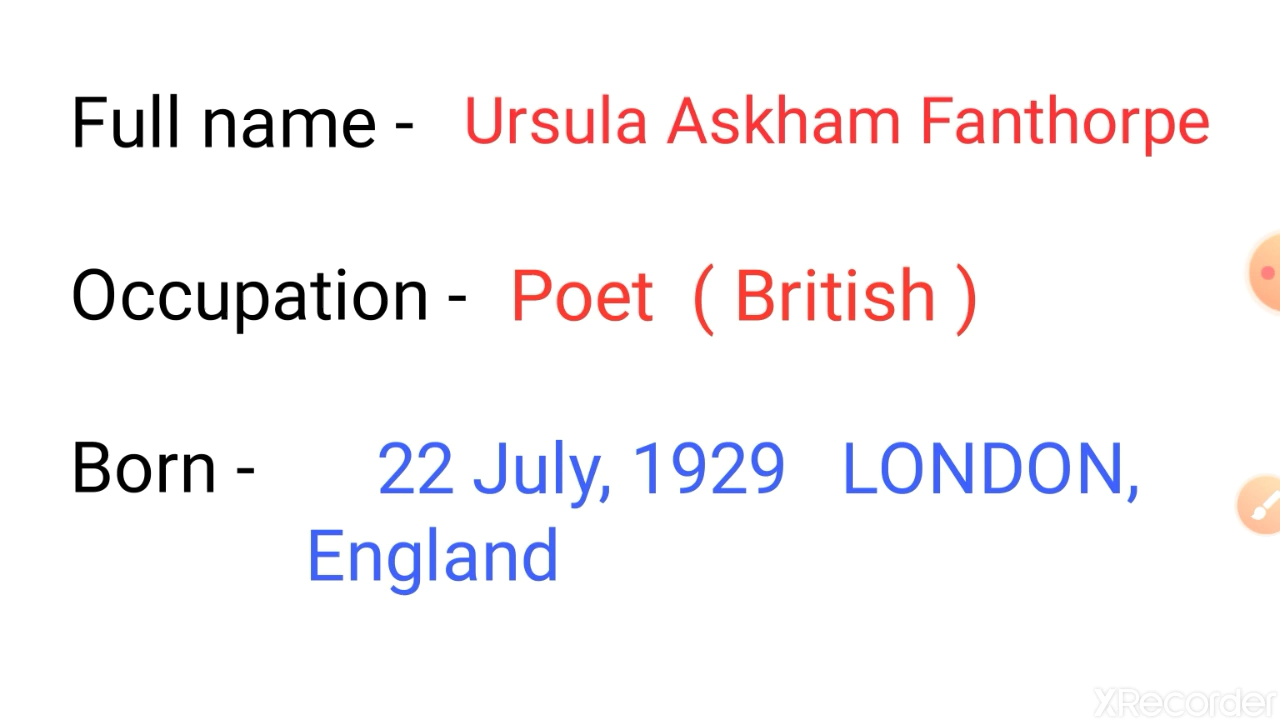 Full name - Ursula Askham Fanthorpe
Occupation - Poet ( British )
Born - 22 July, 1929 LONDON,
England
XRecorder